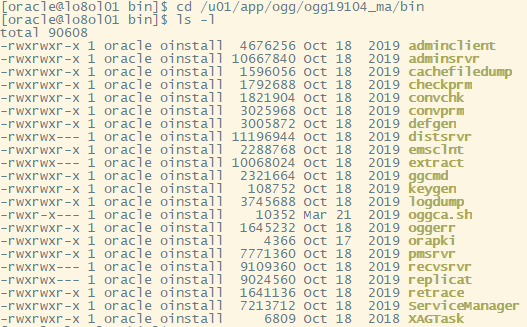 [oracle@lo8ol01 bin]$ cd /u01/app/ogg/ogg19104_ma/bin
[oracle@lo8ol01 bin]$ ls -l
total 90608
-rwxrwxr-x 1 oracle oinstall  4676256 Oct 18  2019 adminclient
-rwxrwxr-x 1 oracle oinstall 10667840 Oct 18  2019 adminsrvr
-rwxrwxr-x 1 oracle oinstall  1596056 Oct 18  2019 cachefiledump
-rwxrwxr-x 1 oracle oinstall  1792688 Oct 18  2019 checkprm
-rwxrwxr-x 1 oracle oinstall  1821904 Oct 18  2019 convchk
-rwxrwxr-x 1 oracle oinstall  3025968 Oct 18  2019 convprm
-rwxrwxr-x 1 oracle oinstall  3005872 Oct 18  2019 defgen
-rwxrwx--- 1 oracle oinstall 11196944 Oct 18  2019 distsrvr
-rwxrwxr-x 1 oracle oinstall  2288768 Oct 18  2019 emsclnt
-rwxrwx--- 1 oracle oinstall 10068024 Oct 18  2019 extract
-rwxrwxr-x 1 oracle oinstall  2321664 Oct 18  2019 ggcmd
-rwxrwxr-x 1 oracle oinstall   108752 Oct 18  2019 keygen
-rwxrwxr-x 1 oracle oinstall  3745688 Oct 18  2019 logdump
-rwxr-x--- 1 oracle oinstall    10352 Mar 21  2019 oggca.sh
-rwxrwxr-x 1 oracle oinstall  1645232 Oct 18  2019 oggerr
-rwxrwxr-x 1 oracle oinstall     4366 Oct 17  2019 orapki
-rwxrwxr-x 1 oracle oinstall  7771360 Oct 18  2019 pmsrvr
-rwxrwx--- 1 oracle oinstall  9109360 Oct 18  2019 recvsrvr
-rwxrwx--- 1 oracle oinstall  9024560 Oct 18  2019 replicat
-rwxrwxr-x 1 oracle oinstall  1641136 Oct 18  2019 retrace
-rwxrwxr-x 1 oracle oinstall  7213712 Oct 18  2019 ServiceManager
-rwxrwxr-x 1 oracle oinstall     6809 Oct 18  2018 XAGTask